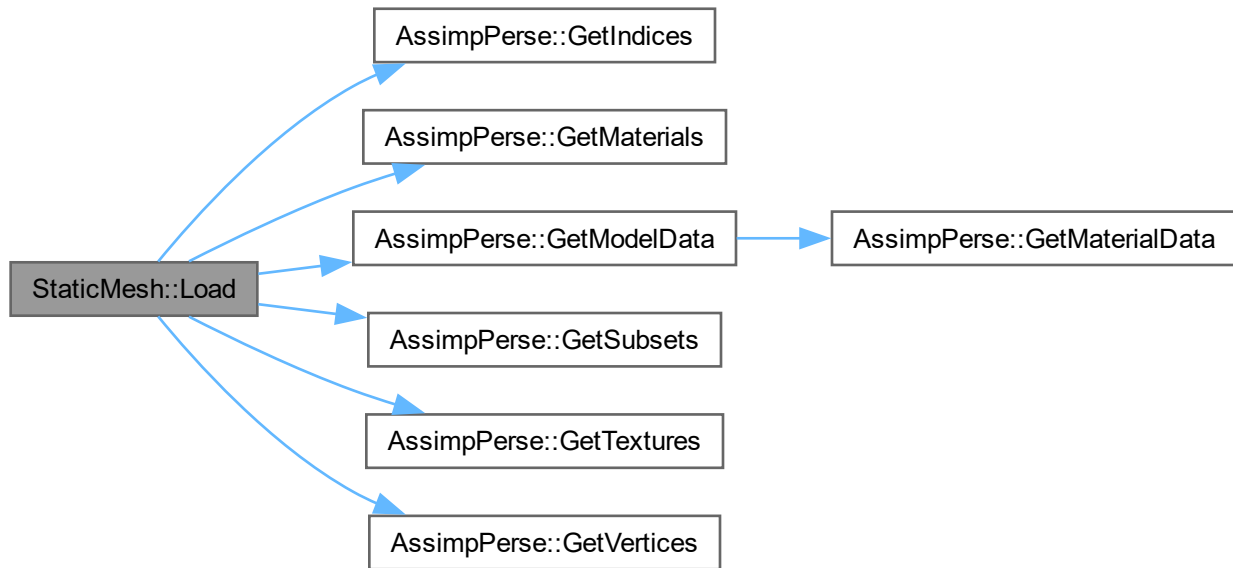 AssimpPerse::GetIndices
AssimpPerse::GetMaterials
AssimpPerse::GetModelData
AssimpPerse::GetMaterialData
StaticMesh::Load
AssimpPerse::GetSubsets
AssimpPerse::GetTextures
AssimpPerse::GetVertices